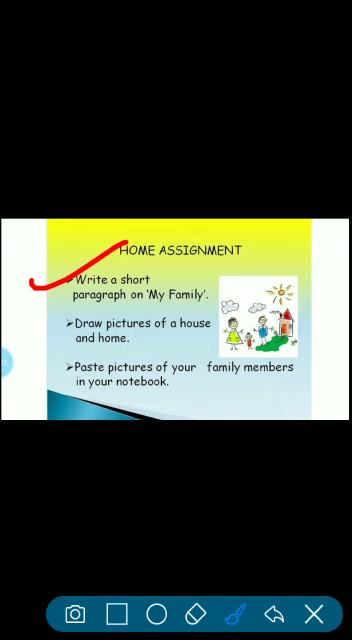 HOME ASSIGNMENT
➢Write a short
paragraph on ‘My Family’.
➢Draw pictures of a house
and home.
➢Paste pictures of your family members
in your notebook.